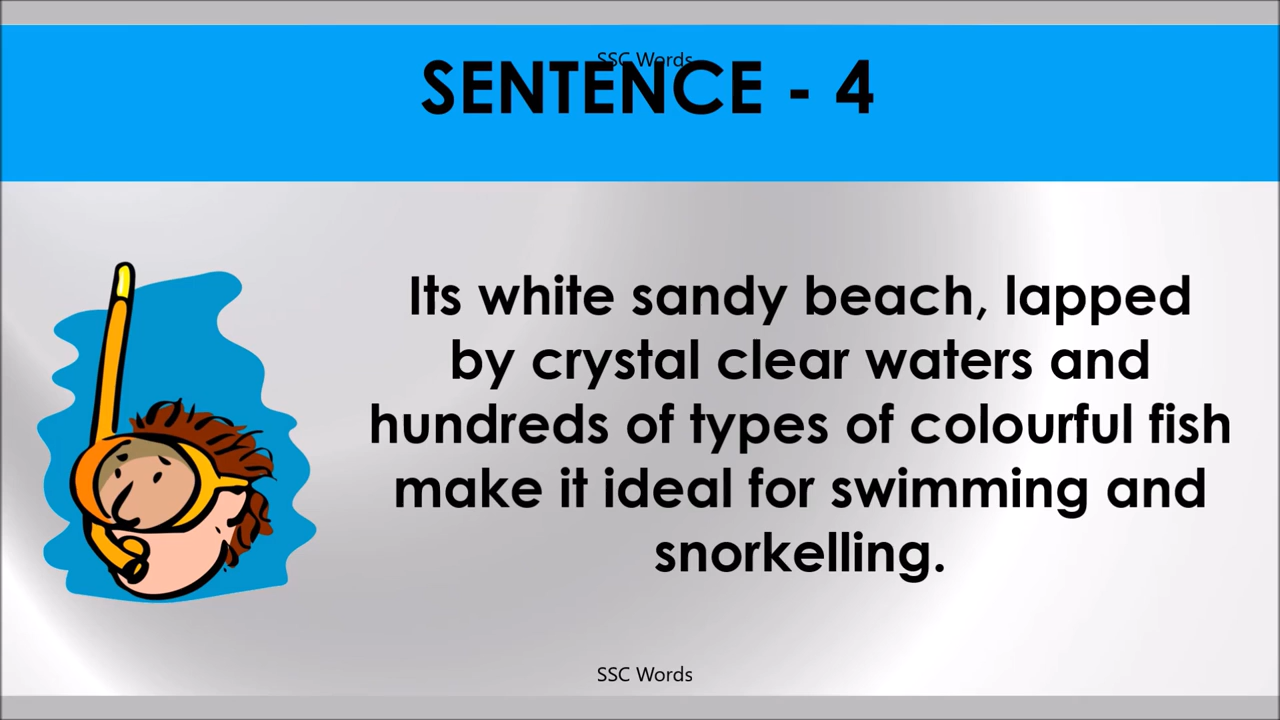 SSC Words
SENTENCE - 4
Its white sandy beach, lapped
by crystal clear waters and
hundreds of types of colourful fish
make it ideal for swimming and
snorkelling.
SSC Words